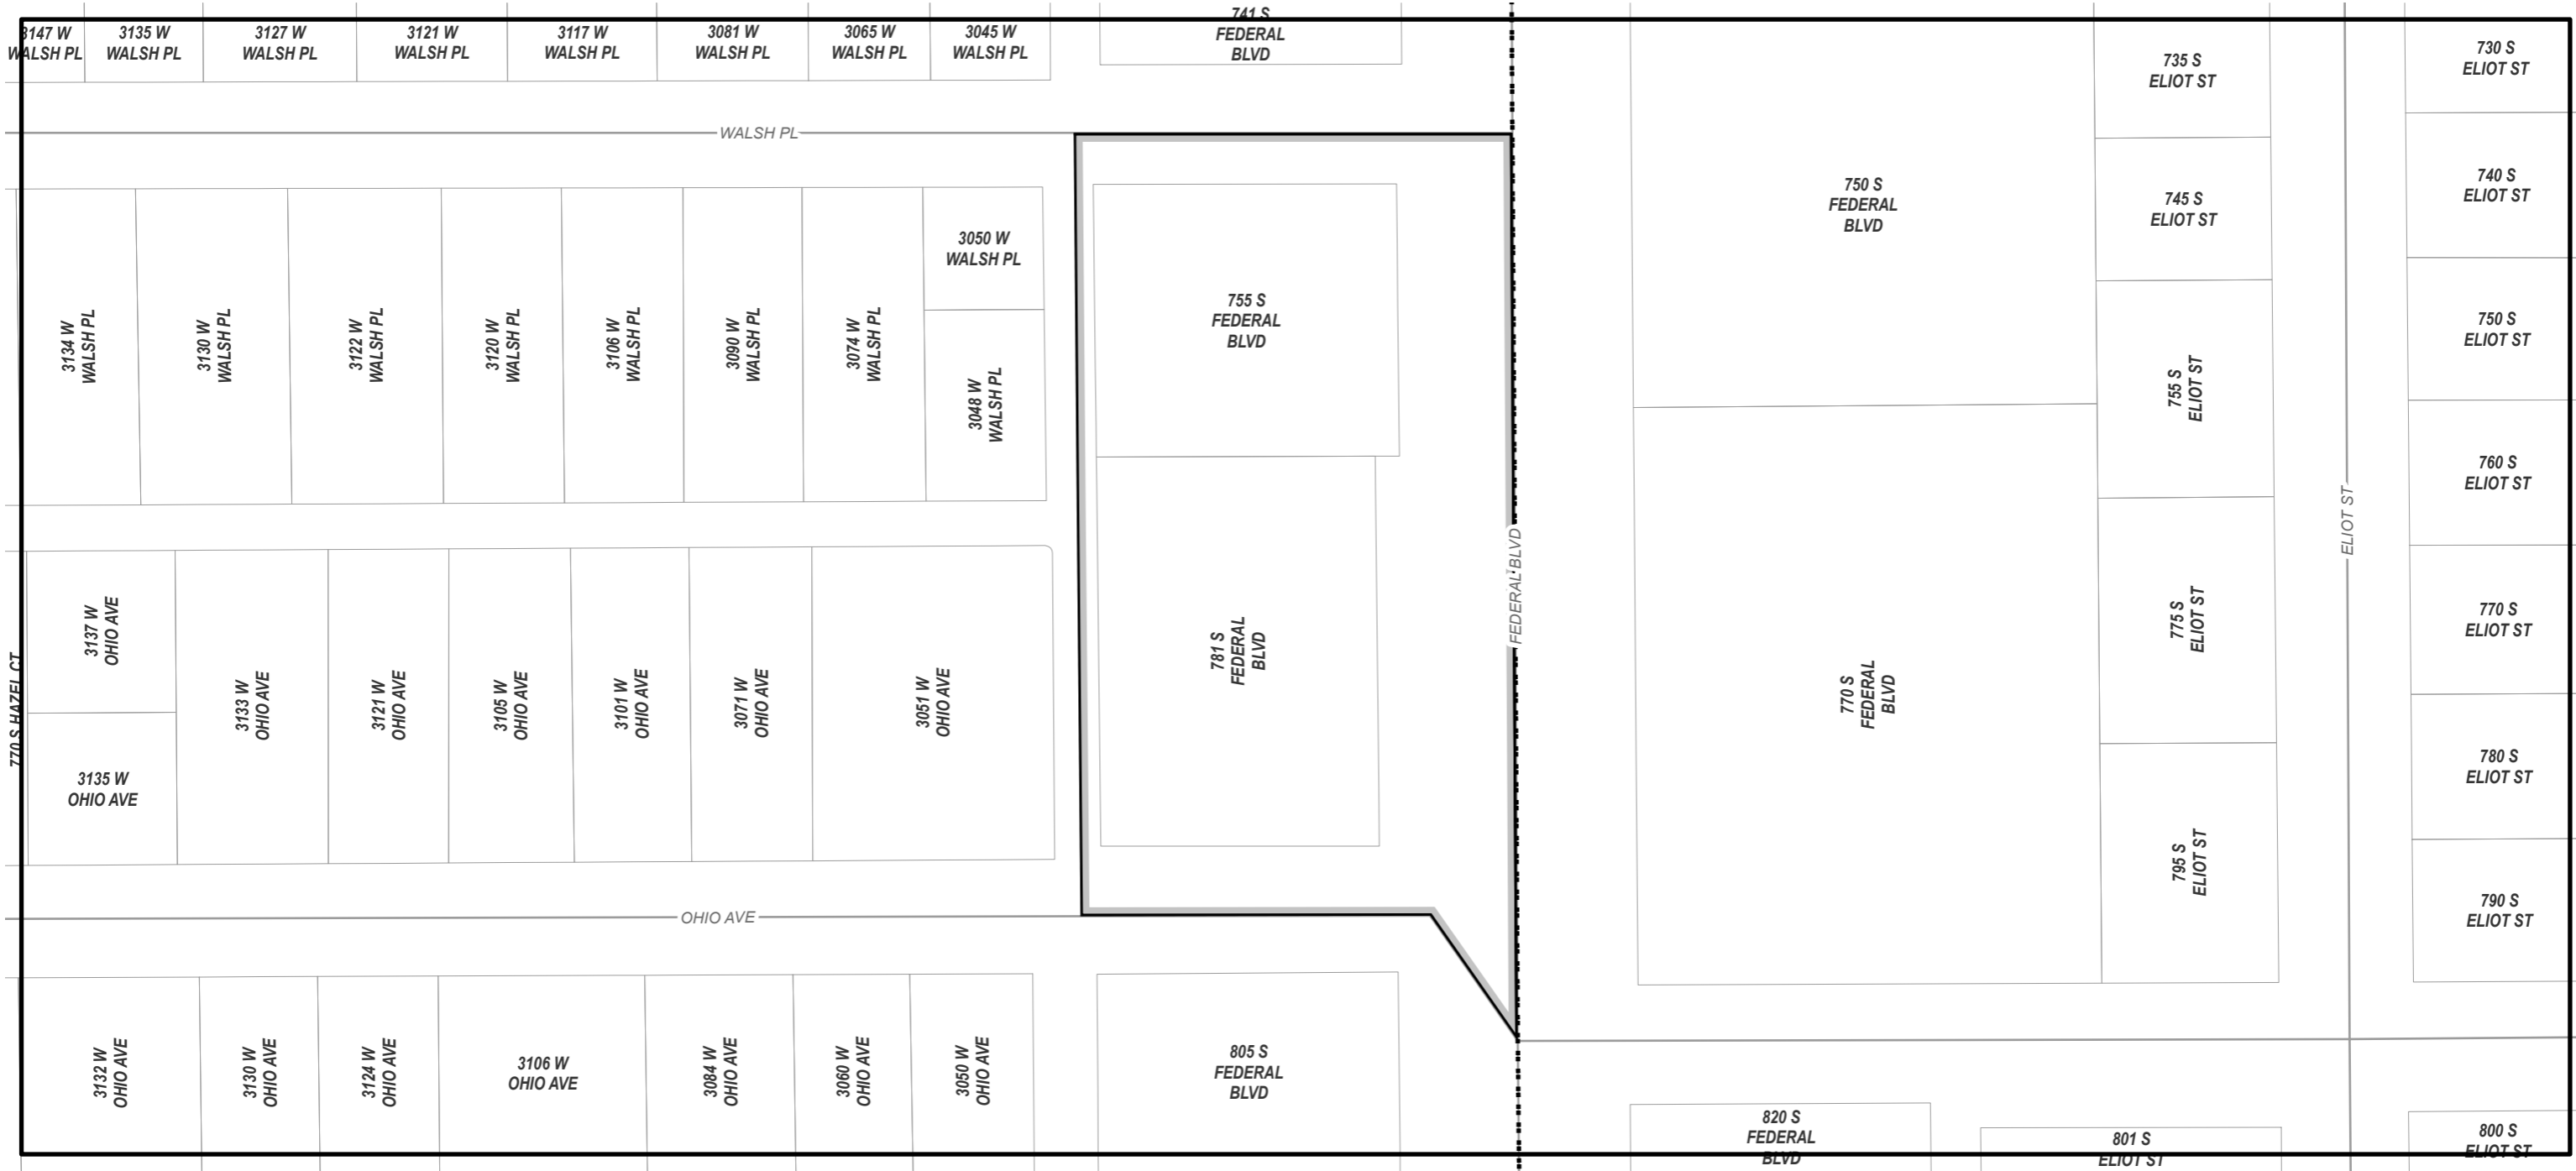 3147 W
WALSH PL
3135 W
WALSH PL
3127 W
WALSH PL
3121 W
WALSH PL
3117 W
WALSH PL
3081 W
WALSH PL
3065 W
WALSH PL
3045 W
WALSH PL
741 S
FEDERAL
BLVD
735 S
ELIOT ST
730 S
ELIOT ST
WALSH PL
3134 W
WALSH PL
3130 W
WALSH PL
3122 W
WALSH PL
3120 W
WALSH PL
3106 W
WALSH PL
3090 W
WALSH PL
3074 W
WALSH PL
3050 W
WALSH PL
3048 W
WALSH PL
755 S
FEDERAL
BLVD
750 S
FEDERAL
BLVD
745 S
ELIOT ST
740 S
ELIOT ST
755 S
ELIOT ST
750 S
ELIOT ST
760 S
ELIOT ST
FEDERAL BLVD
ELIOT ST
770 S HAZEL CT
3137 W
OHIO AVE
3135 W
OHIO AVE
3133 W
OHIO AVE
3121 W
OHIO AVE
3105 W
OHIO AVE
3101 W
OHIO AVE
3071 W
OHIO AVE
3051 W
OHIO AVE
781 S
FEDERAL
BLVD
770 S
FEDERAL
BLVD
775 S
ELIOT ST
770 S
ELIOT ST
780 S
ELIOT ST
795 S
ELIOT ST
790 S
ELIOT ST
OHIO AVE
3132 W
OHIO AVE
3130 W
OHIO AVE
3124 W
OHIO AVE
3106 W
OHIO AVE
3084 W
OHIO AVE
3060 W
OHIO AVE
3050 W
OHIO AVE
805 S
FEDERAL
BLVD
820 S
FEDERAL
BLVD
801 S
ELIOT ST
800 S
ELIOT ST